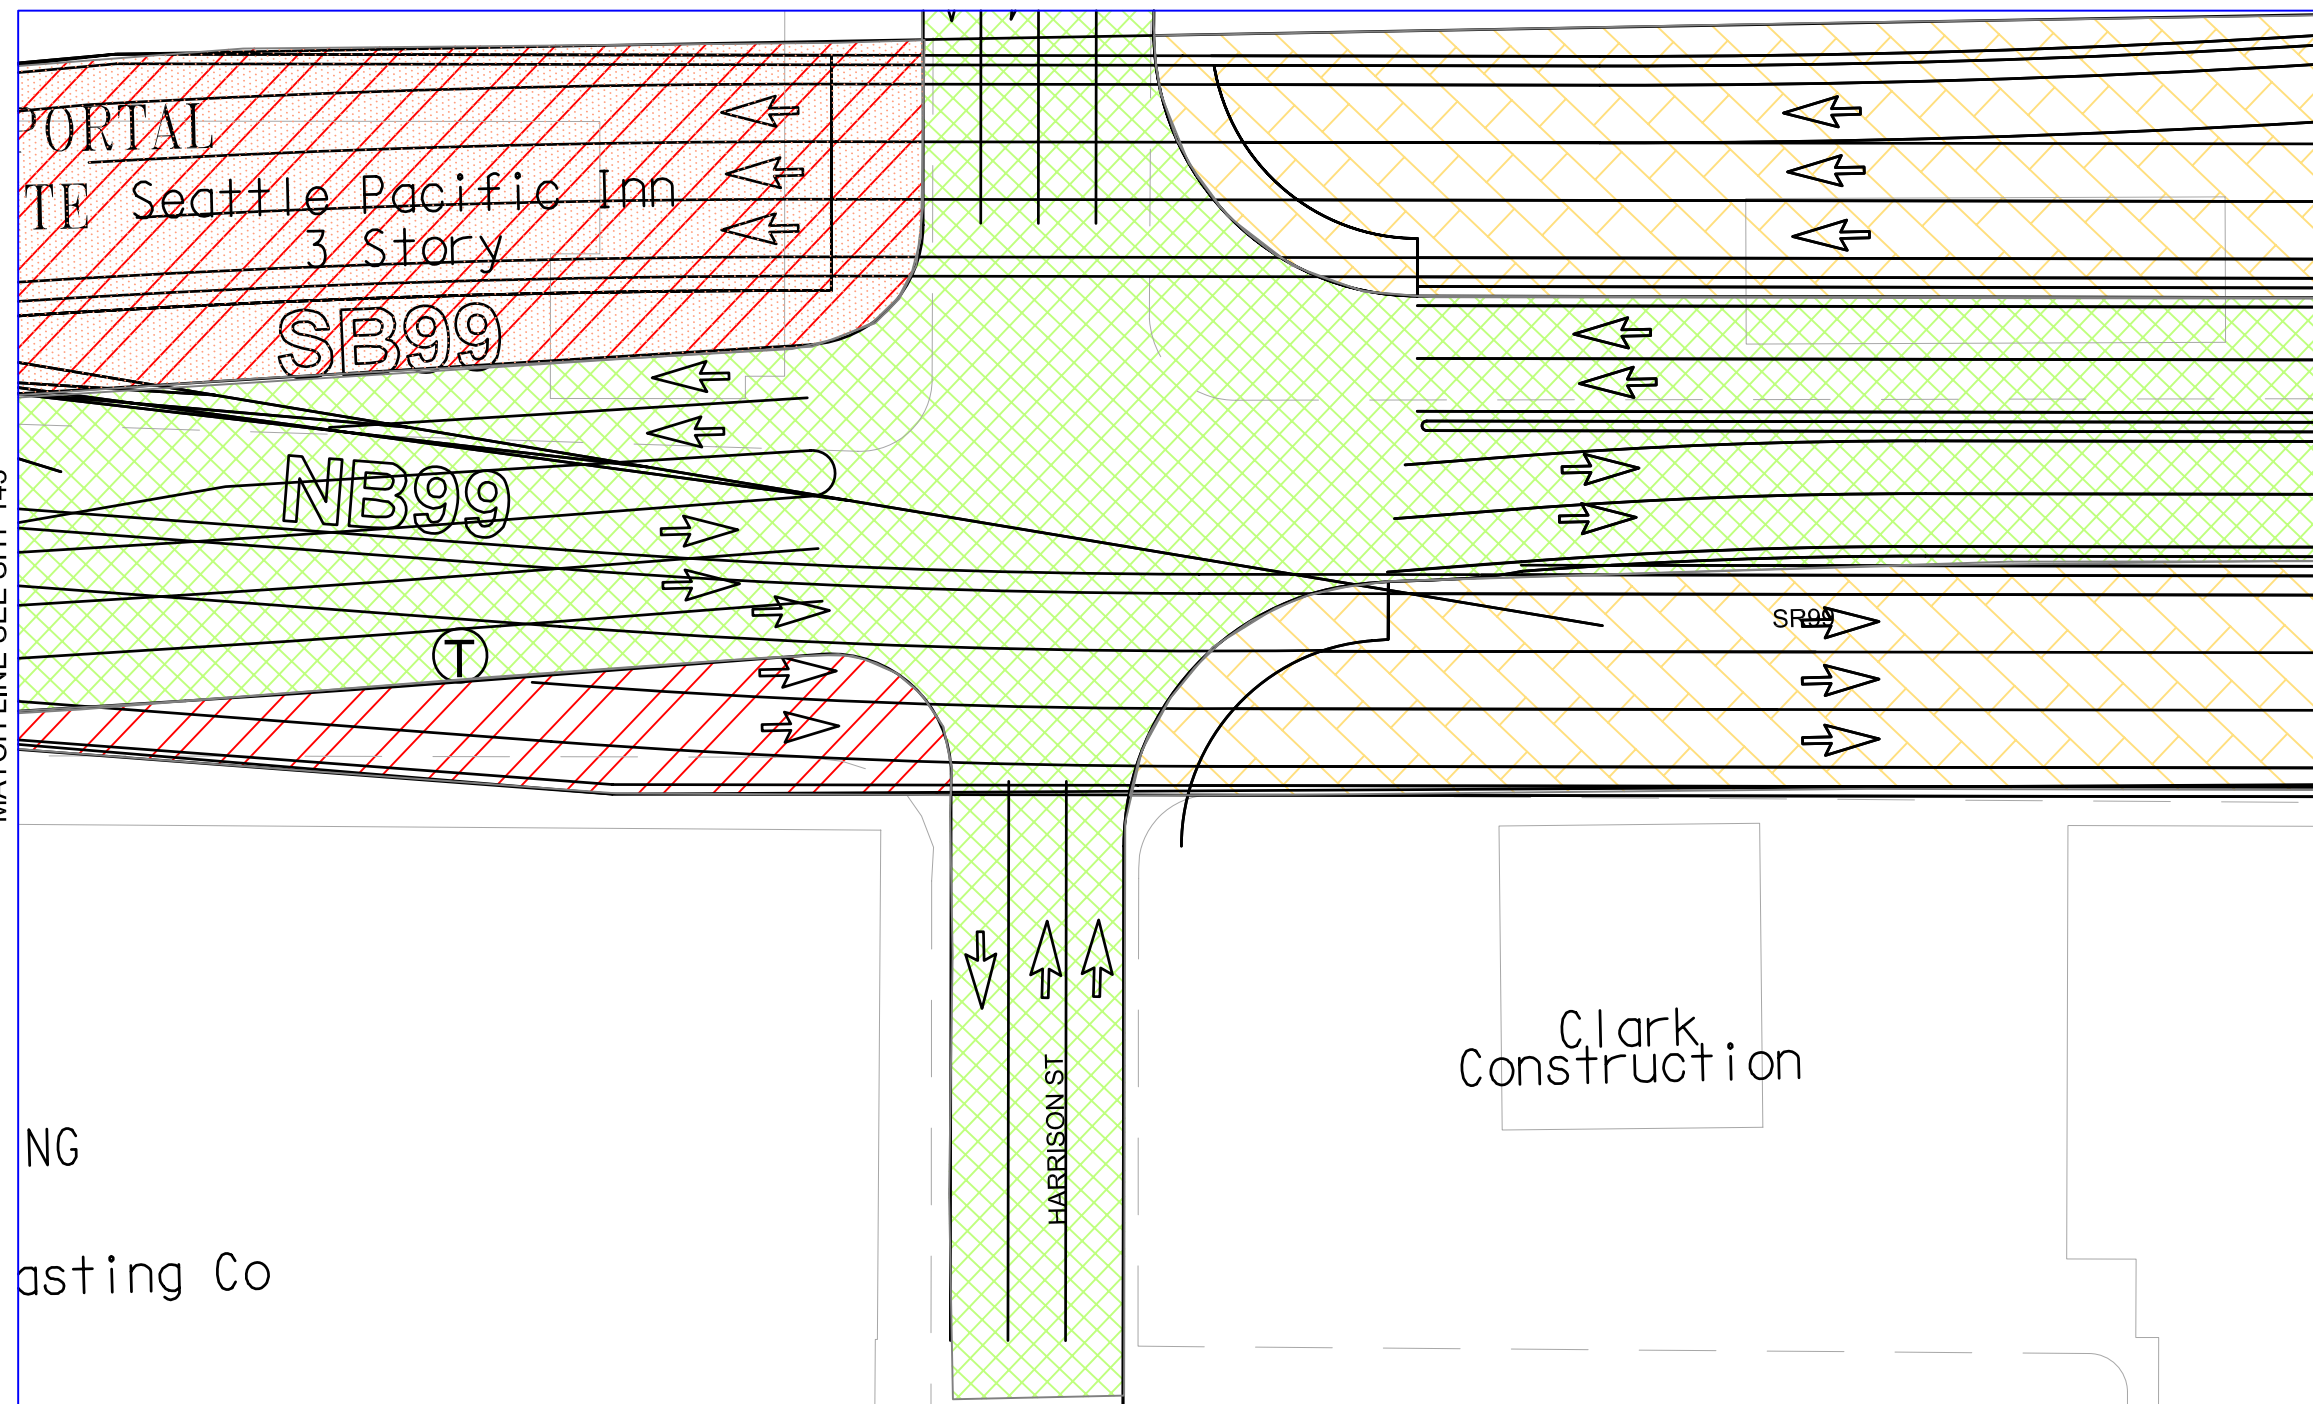 PORTAL
TE
Seattle Pacific Inn
3 Story
SB99
NB99
T
SR99
HARRISON ST
Clark
Construction
NG
asting Co